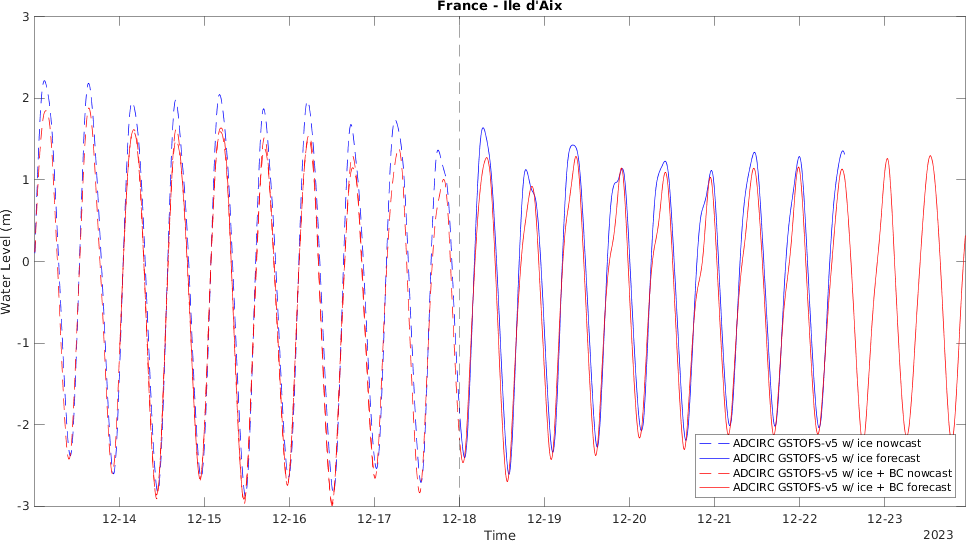 France - Ile d'Aix
Water Level (m)
3
2
1
0
-1
-2
-3
12-14
12-15
12-16
12-17
12-18
12-19
12-20
12-21
12-22
12-23
Time
2023
ADCIRC GSTOFS-v5 w/ ice nowcast
ADCIRC GSTOFS-v5 w/ ice forecast
ADCIRC GSTOFS-v5 w/ ice + BC nowcast
ADCIRC GSTOFS-v5 w/ ice + BC forecast